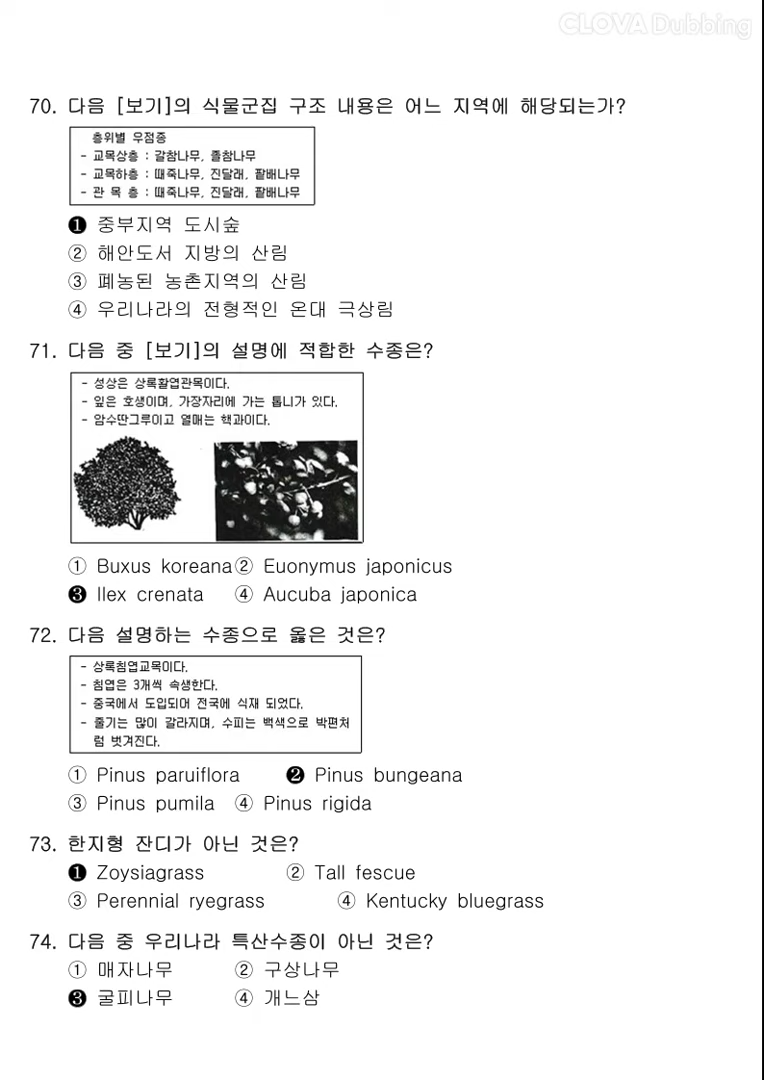 CLOVA Dubbing
70. 다음 [보기]의 식물군집 구조 내용은 어느 지역에 해당되는가?
층위별 우점종
- 교목상층 : 갈참나무, 졸참나무
- 교목하층 : 때죽나무, 진달래, 팥배나무
- 관 목 층 : 때죽나무, 진달래, 팥배나무
❶ 중부지역 도시숲
② 해안도서 지방의 산림
③ 폐농된 농촌지역의 산림
④ 우리나라의 전형적인 온대 극상림
71. 다음 중 [보기]의 설명에 적합한 수종은?
- 성상은 상록활엽관목이다.
- 잎은 호생이며, 가장자리에 가는 톱니가 있다.
- 암수딴그루이고 열매는 핵과이다.
① Buxus koreana② Euonymus japonicus
❸ Ilex crenata ④ Aucuba japonica
72. 다음 설명하는 수종으로 옳은 것은?
- 상록침엽교목이다.
- 침엽은 3개씩 속생한다.
- 중국에서 도입되어 전국에 식재 되었다.
- 줄기는 많이 갈라지며, 수피는 백색으로 박편처
럼 벗겨진다.
① Pinus paruiflora ❷ Pinus bungeana
③ Pinus pumila ④ Pinus rigida
73. 한지형 잔디가 아닌 것은?
❶ Zoysiagrass ② Tall fescue
③ Perennial ryegrass ④ Kentucky bluegrass
74. 다음 중 우리나라 특산수종이 아닌 것은?
① 매자나무 ② 구상나무
❸ 굴피나무 ④ 개느삼